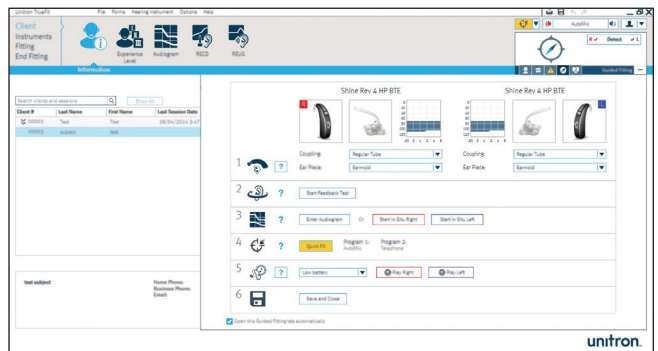 Unitron TrueFit
File Forms Hearing Instrument Options Help
Client
Instruments
Fitting
End Fitting
Information
Experience Level
Audiogram
RECD
REUG
AutoMic
R Detect L
Guided Fitting
Search clients and sessions
Show All
Client # Last Name First Name Last Session Date
00002 Test Test 28/04/2014 3:47
00003 subject test
test subject
Home Phone:
Business Phone:
Email:
Shine Rev 4 HP BTE Shine Rev 4 HP BTE
R L
Coupling: Regular Tube Coupling: Regular Tube
Ear Piece: Earmold Ear Piece: Earmold
1 ?
2 ? Start Feedback Test
3 ? Enter Audiogram Or Start In Situ Right Start In Situ Left
4 ? Quick Fit Program 1: AutoMic Program 2: Telephone
5 ? Low battery Play Right Play Left
6 Save and Close
Open this Guided Fitting tab automatically
unitron.